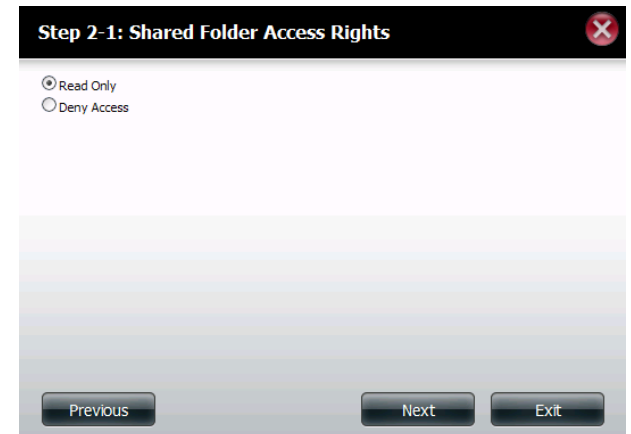 Step 2-1: Shared Folder Access Rights
Read Only
Deny Access
Previous Next Exit